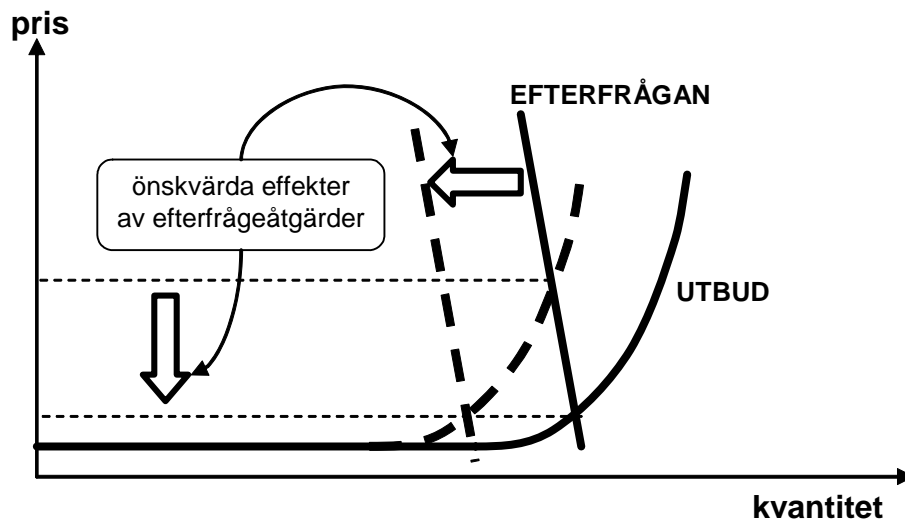 pris
EFTERFRÅGAN
önskvärda effekter
av efterfrågeåtgärder
UTBUD
kvantitet